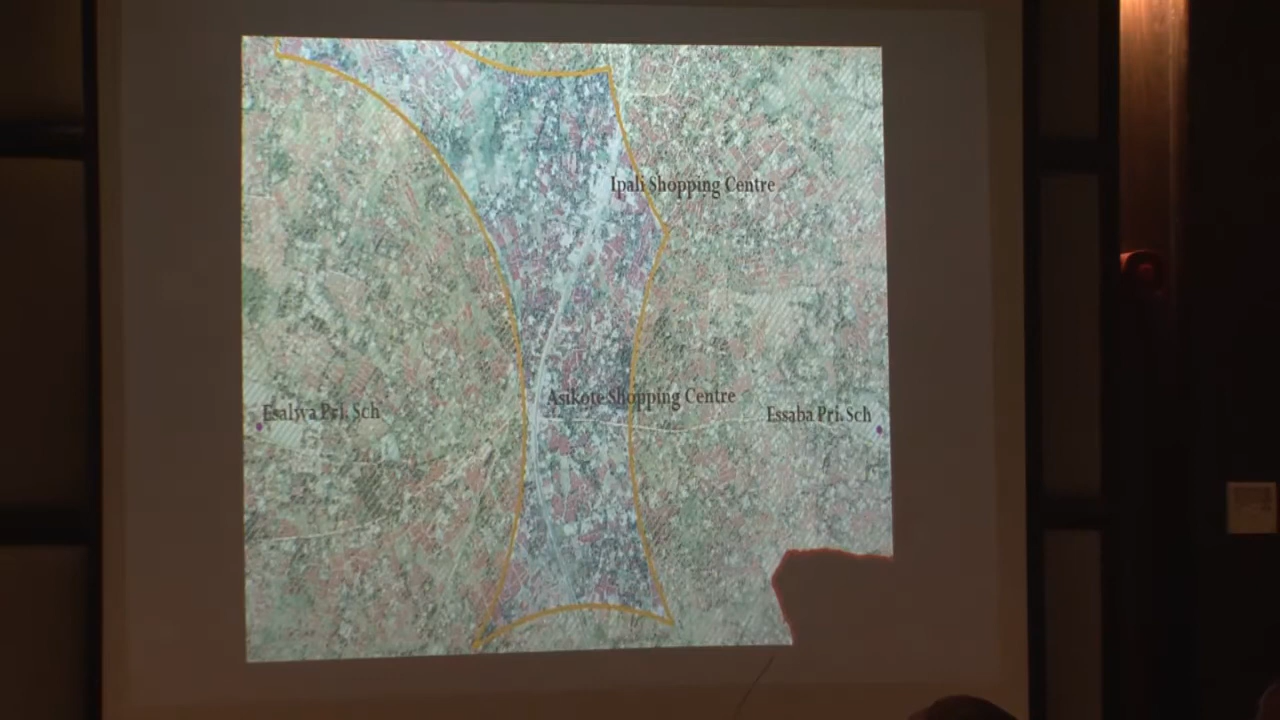 Ipali Shopping Centre
Asikote Shopping Centre
Esalwa Pri. Sch
Essaba Pri. Sch